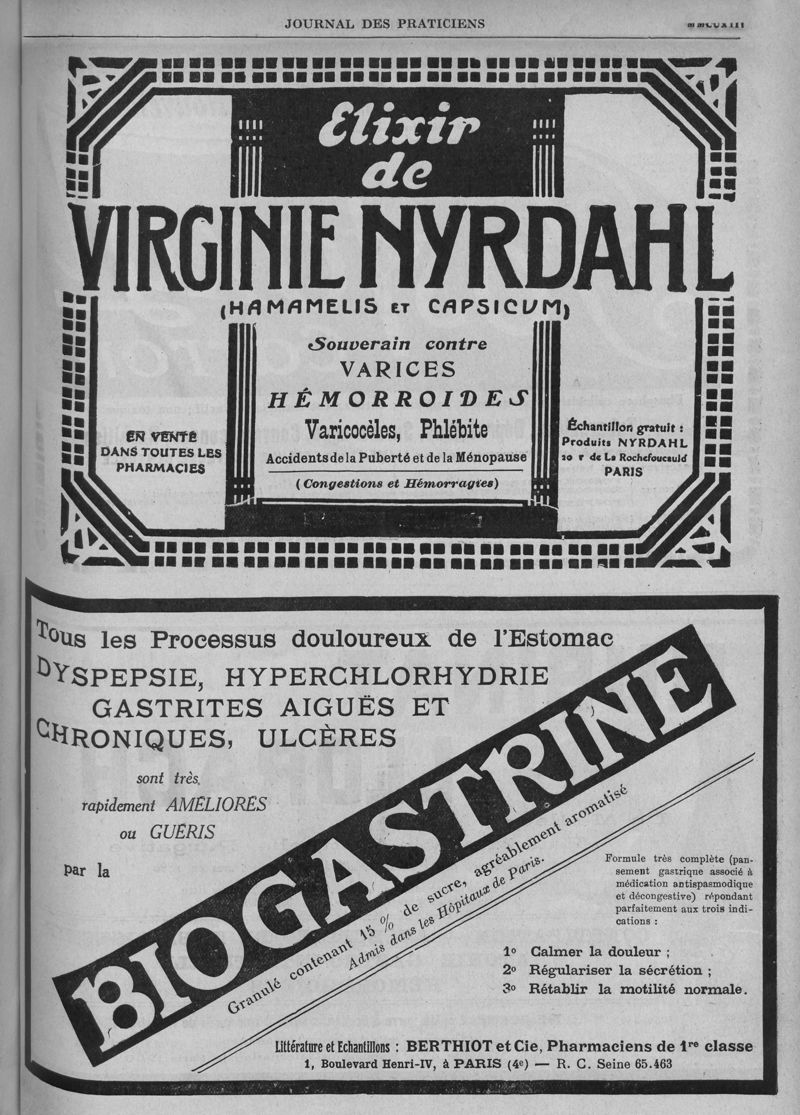 JOURNAL DES PRATICIENS
Elixir
de
VIRGINIE NYRDAHL
(HAMAMELIS ET CAPSICUM)
Souverain contre
VARICES
HÉMORROIDES
Varicocèles, Phlébite
Accidents de la Puberté et de la Ménopause
(Congestions et Hémorragies)
EN VENTE
DANS TOUTES LES
PHARMACIES
Échantillon gratuit :
Produits NYRDAHL
20 r de La Rochefoucauld
PARIS
Tous les Processus douloureux de l'Estomac
DYSPEPSIE, HYPERCHLORHYDRIE
GASTRITES AIGUËS ET
CHRONIQUES, ULCÈRES
sont très,
rapidement AMÉLIORÉS
ou GUÉRIS
par la
BIOGASTRINE
Granulé contenant 15 % de sucre, agréablement aromatisé
Admis dans les Hôpitaux de Paris.
Formule très complète (pan-
sement gastrique associé à
médication antispasmodique
et décongestive) répondant
parfaitement aux trois indi-
cations :
1º Calmer la douleur ;
2º Régulariser la sécrétion ;
3º Rétablir la motilité normale.
Littérature et Echantillons : BERTHIOT et Cie, Pharmaciens de 1re classe
1, Boulevard Henri-IV, à PARIS (4e) — R. C. Seine 65.463